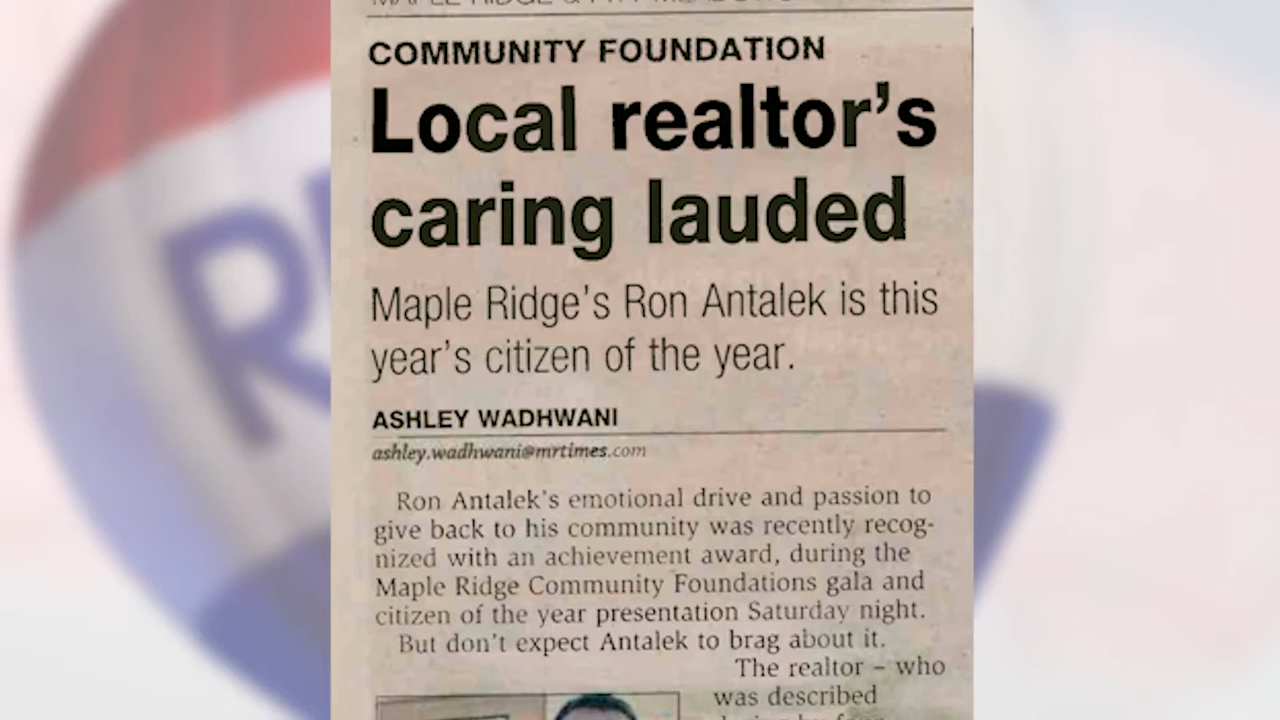 COMMUNITY FOUNDATION
Local realtor's
caring lauded
Maple Ridge's Ron Antalek is this
year's citizen of the year.
ASHLEY WADHWANI
ashley.wadhwani@mrtimes.com
Ron Antalek's emotional drive and passion to
give back to his community was recently recog-
nized with an achievement award, during the
Maple Ridge Community Foundations gala and
citizen of the year presentation Saturday night.
But don't expect Antalek to brag about it.
The realtor – who
was described